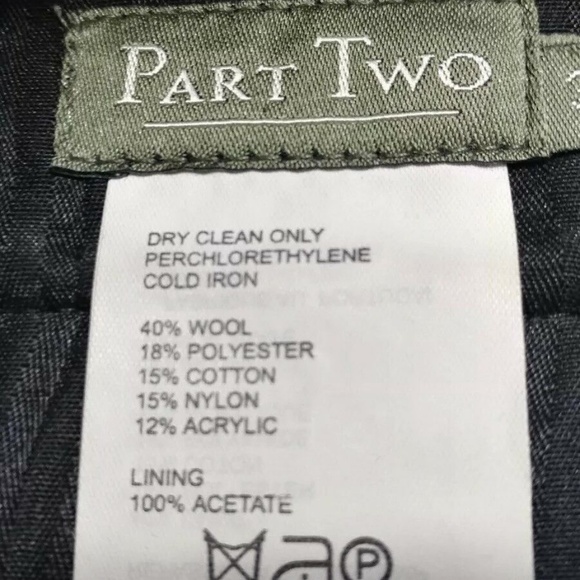 PART TWO
DRY CLEAN ONLY
PERCHLORETHYLENE
COLD IRON
40% WOOL
18% POLYESTER
15% COTTON
15% NYLON
12% ACRYLIC
LINING
100% ACETATE
P